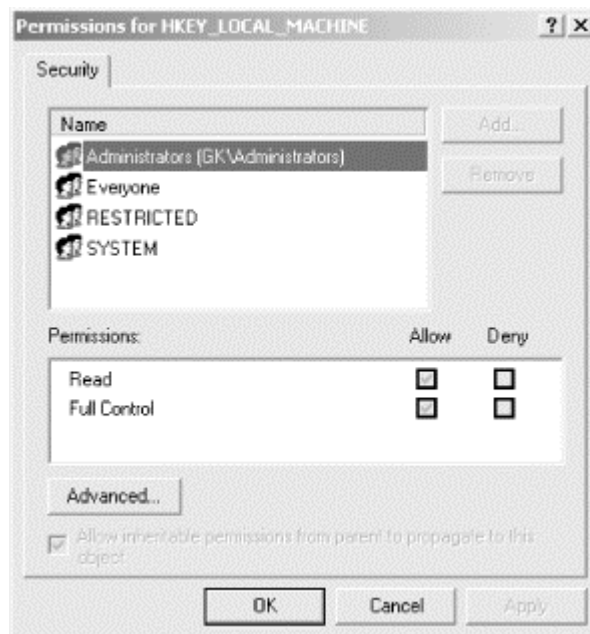 Permissions for HKEY_LOCAL_MACHINE
Security
Name
Administrators (GK\Administrators)
Everyone
RESTRICTED
SYSTEM
Add...
Remove
Permissions: Allow Deny
Read
Full Control
Advanced...
Allow inheritable permissions from parent to propagate to this
object
OK Cancel Apply